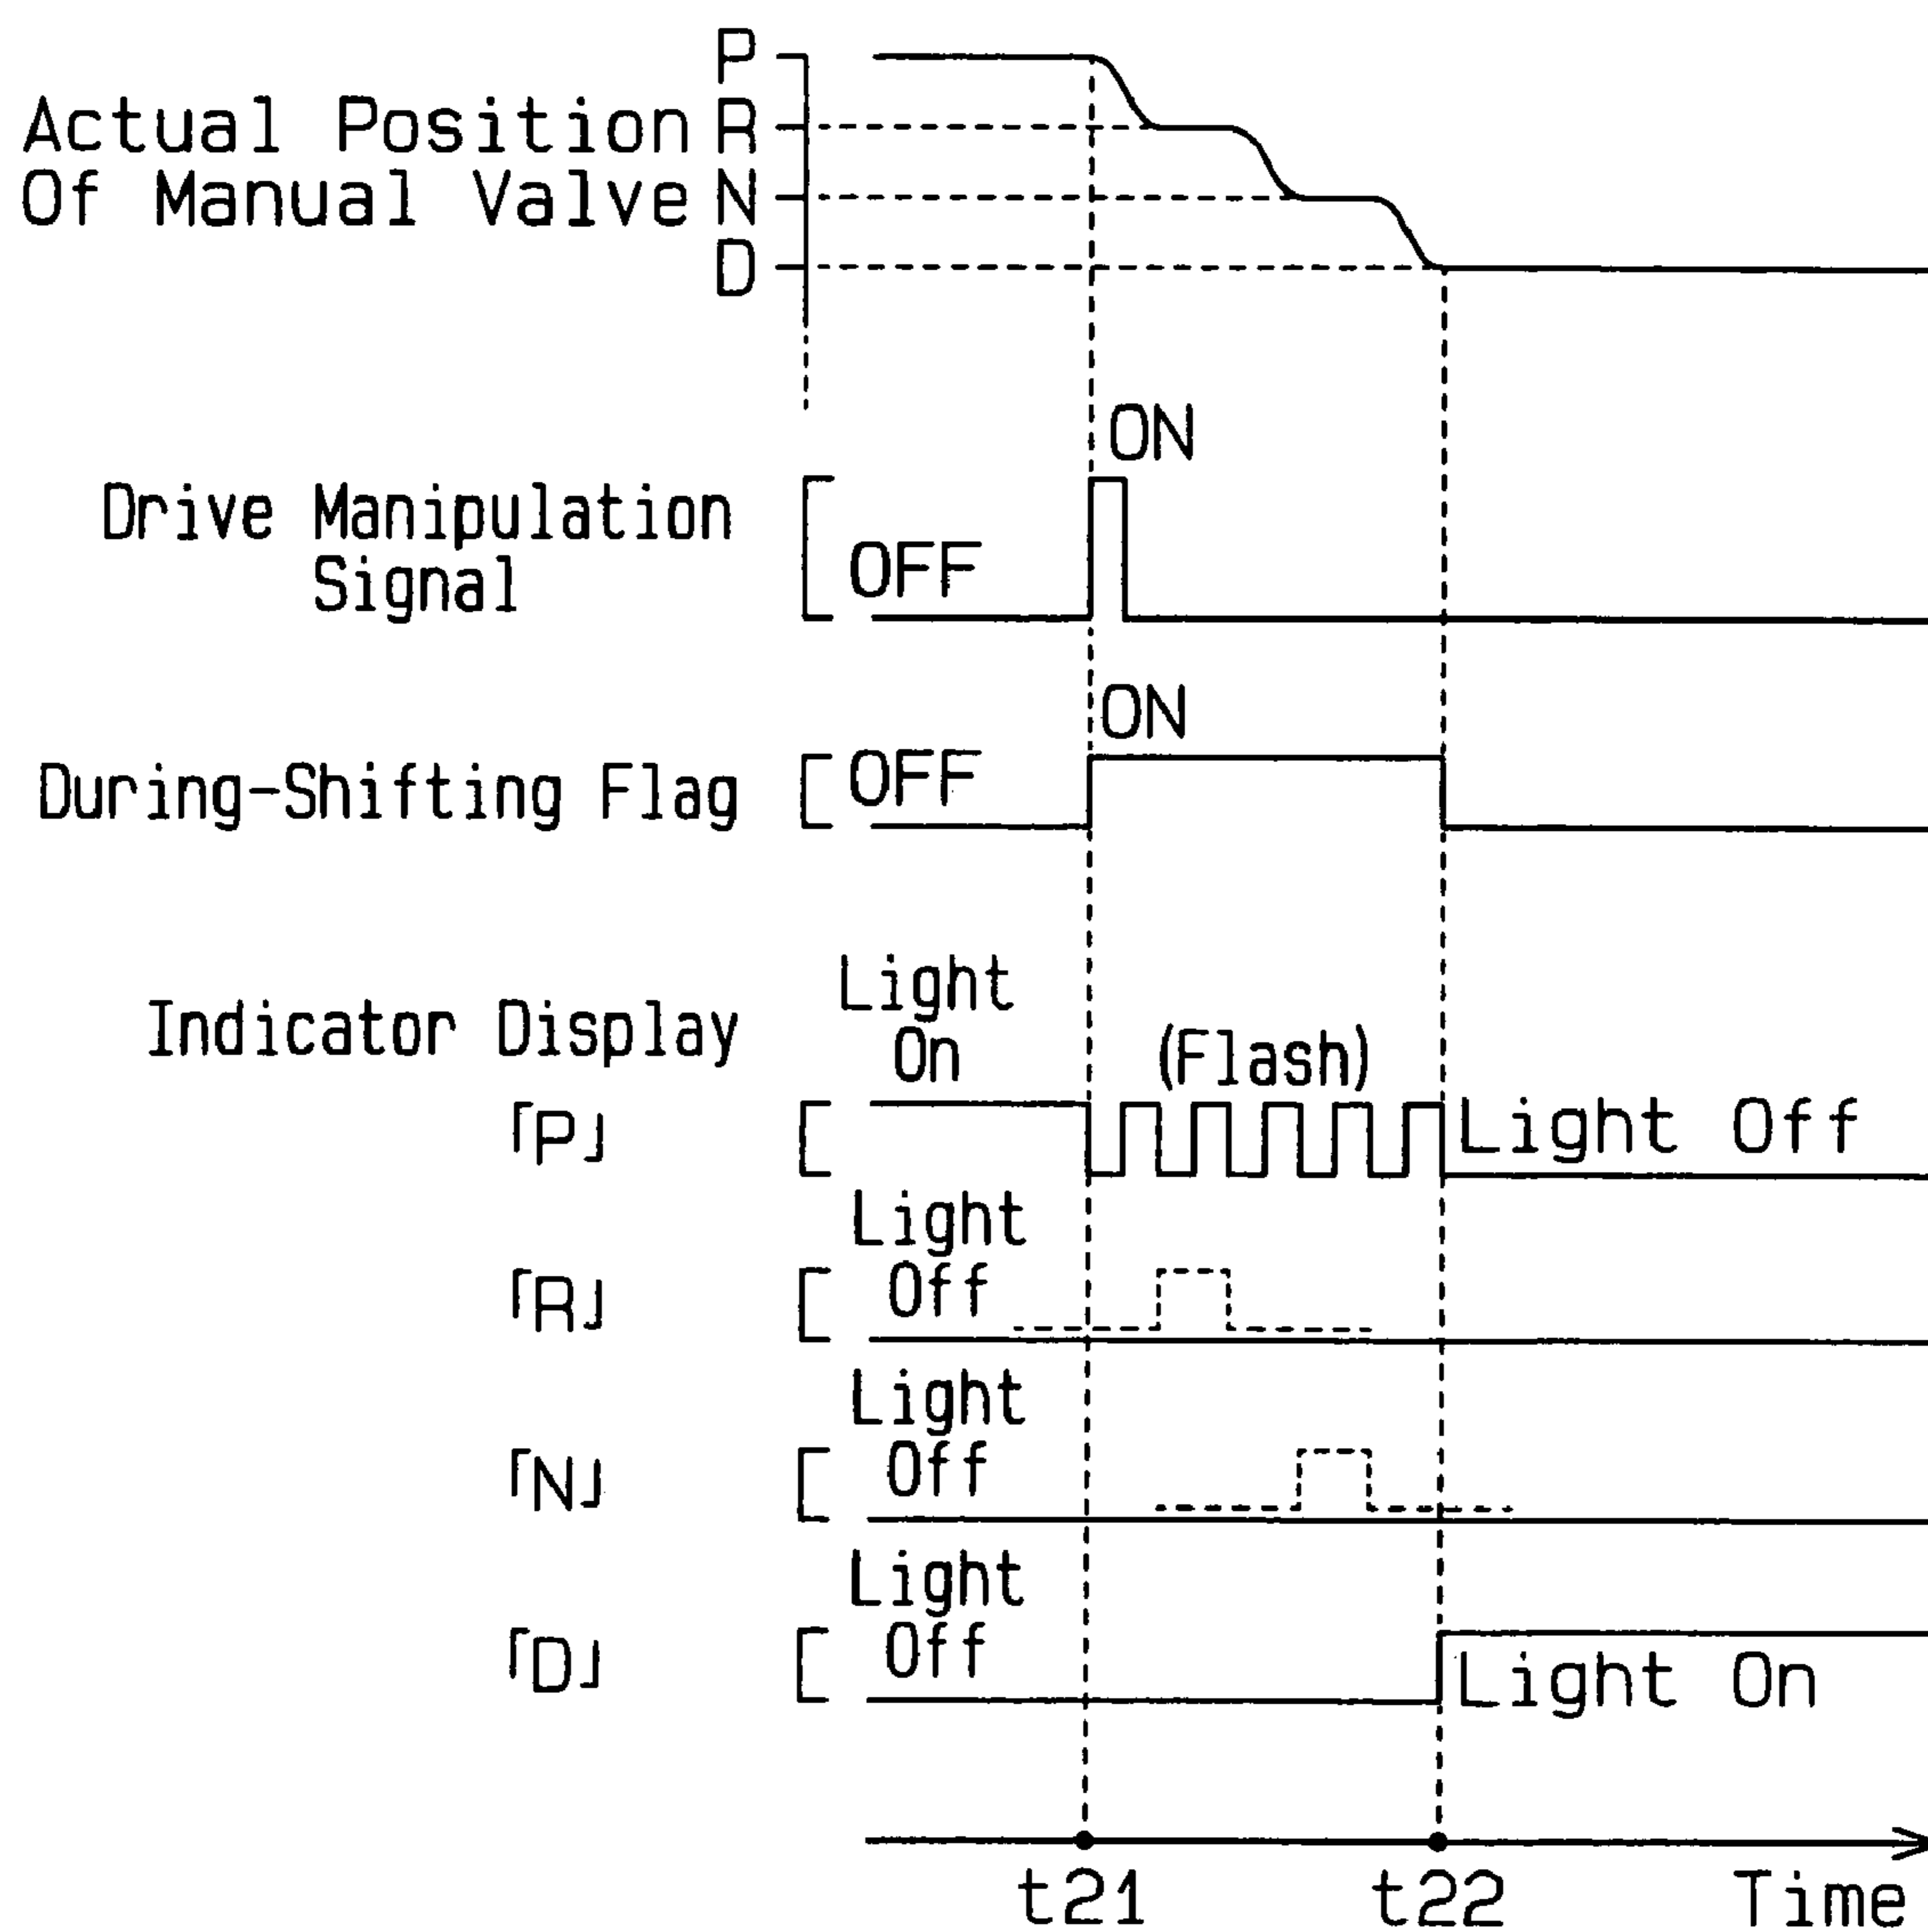 P
Actual Position R
Of Manual Valve N
D
ON
Drive Manipulation
Signal
OFF
ON
During-Shifting Flag
OFF
Indicator Display
Light
On
(Flash)
「P」
Light Off
Light
Off
「R」
Light
Off
「N」
Light
Off
「D」
Light On
t21
t22
Time